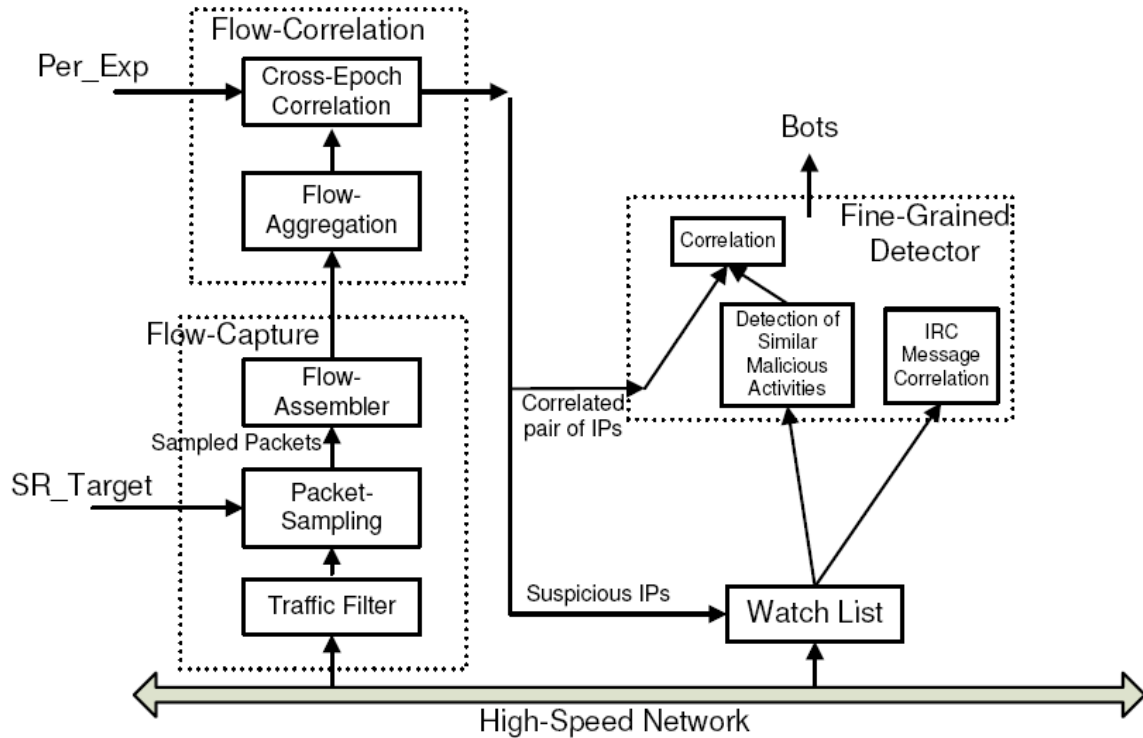 Flow-Correlation
Per_Exp
Cross-Epoch
Correlation
Flow-
Aggregation
Flow-Capture
Flow-
Assembler
Sampled Packets
SR_Target
Packet-
Sampling
Traffic Filter
Bots
Fine-Grained
Detector
Correlation
Detection of
Similar
Malicious
Activities
IRC
Message
Correlation
Correlated
pair of IPs
Suspicious IPs
Watch List
High-Speed Network